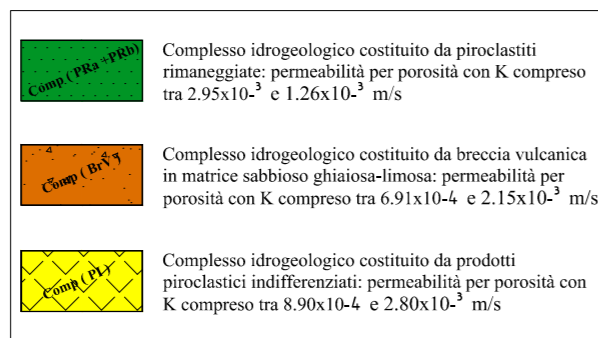 Comp ( PRa +PRb)
Complesso idrogeologico costituito da piroclastiti
rimaneggiate: permeabilità per porosità con K compreso
tra 2.95x10-³ e 1.26x10-³ m/s
Comp ( BrV )
Complesso idrogeologico costituito da breccia vulcanica
in matrice sabbioso ghiaiosa-limosa: permeabilità per
porosità con K compreso tra 6.91x10-4 e 2.15x10-³ m/s
Comp ( PI )
Complesso idrogeologico costituito da prodotti
piroclastici indifferenziati: permeabilità per porosità con
K compreso tra 8.90x10-4 e 2.80x10-³ m/s